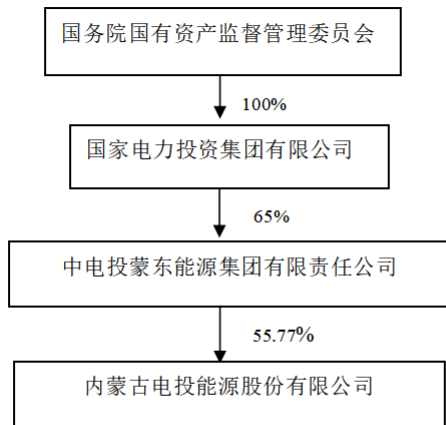 国务院国有资产监督管理委员会
100%
国家电力投资集团有限公司
65%
中电投蒙东能源集团有限责任公司
55.77%
内蒙古电投能源股份有限公司